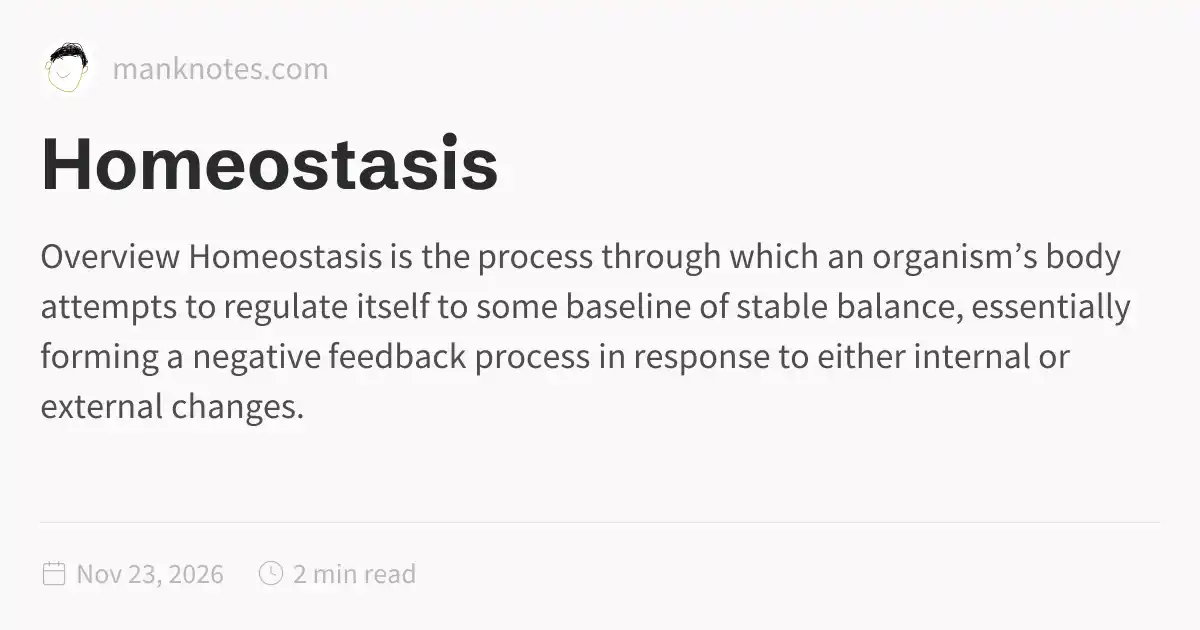 manknotes.com
Homeostasis
Overview Homeostasis is the process through which an organism’s body
attempts to regulate itself to some baseline of stable balance, essentially
forming a negative feedback process in response to either internal or
external changes.
Nov 23, 2026 2 min read